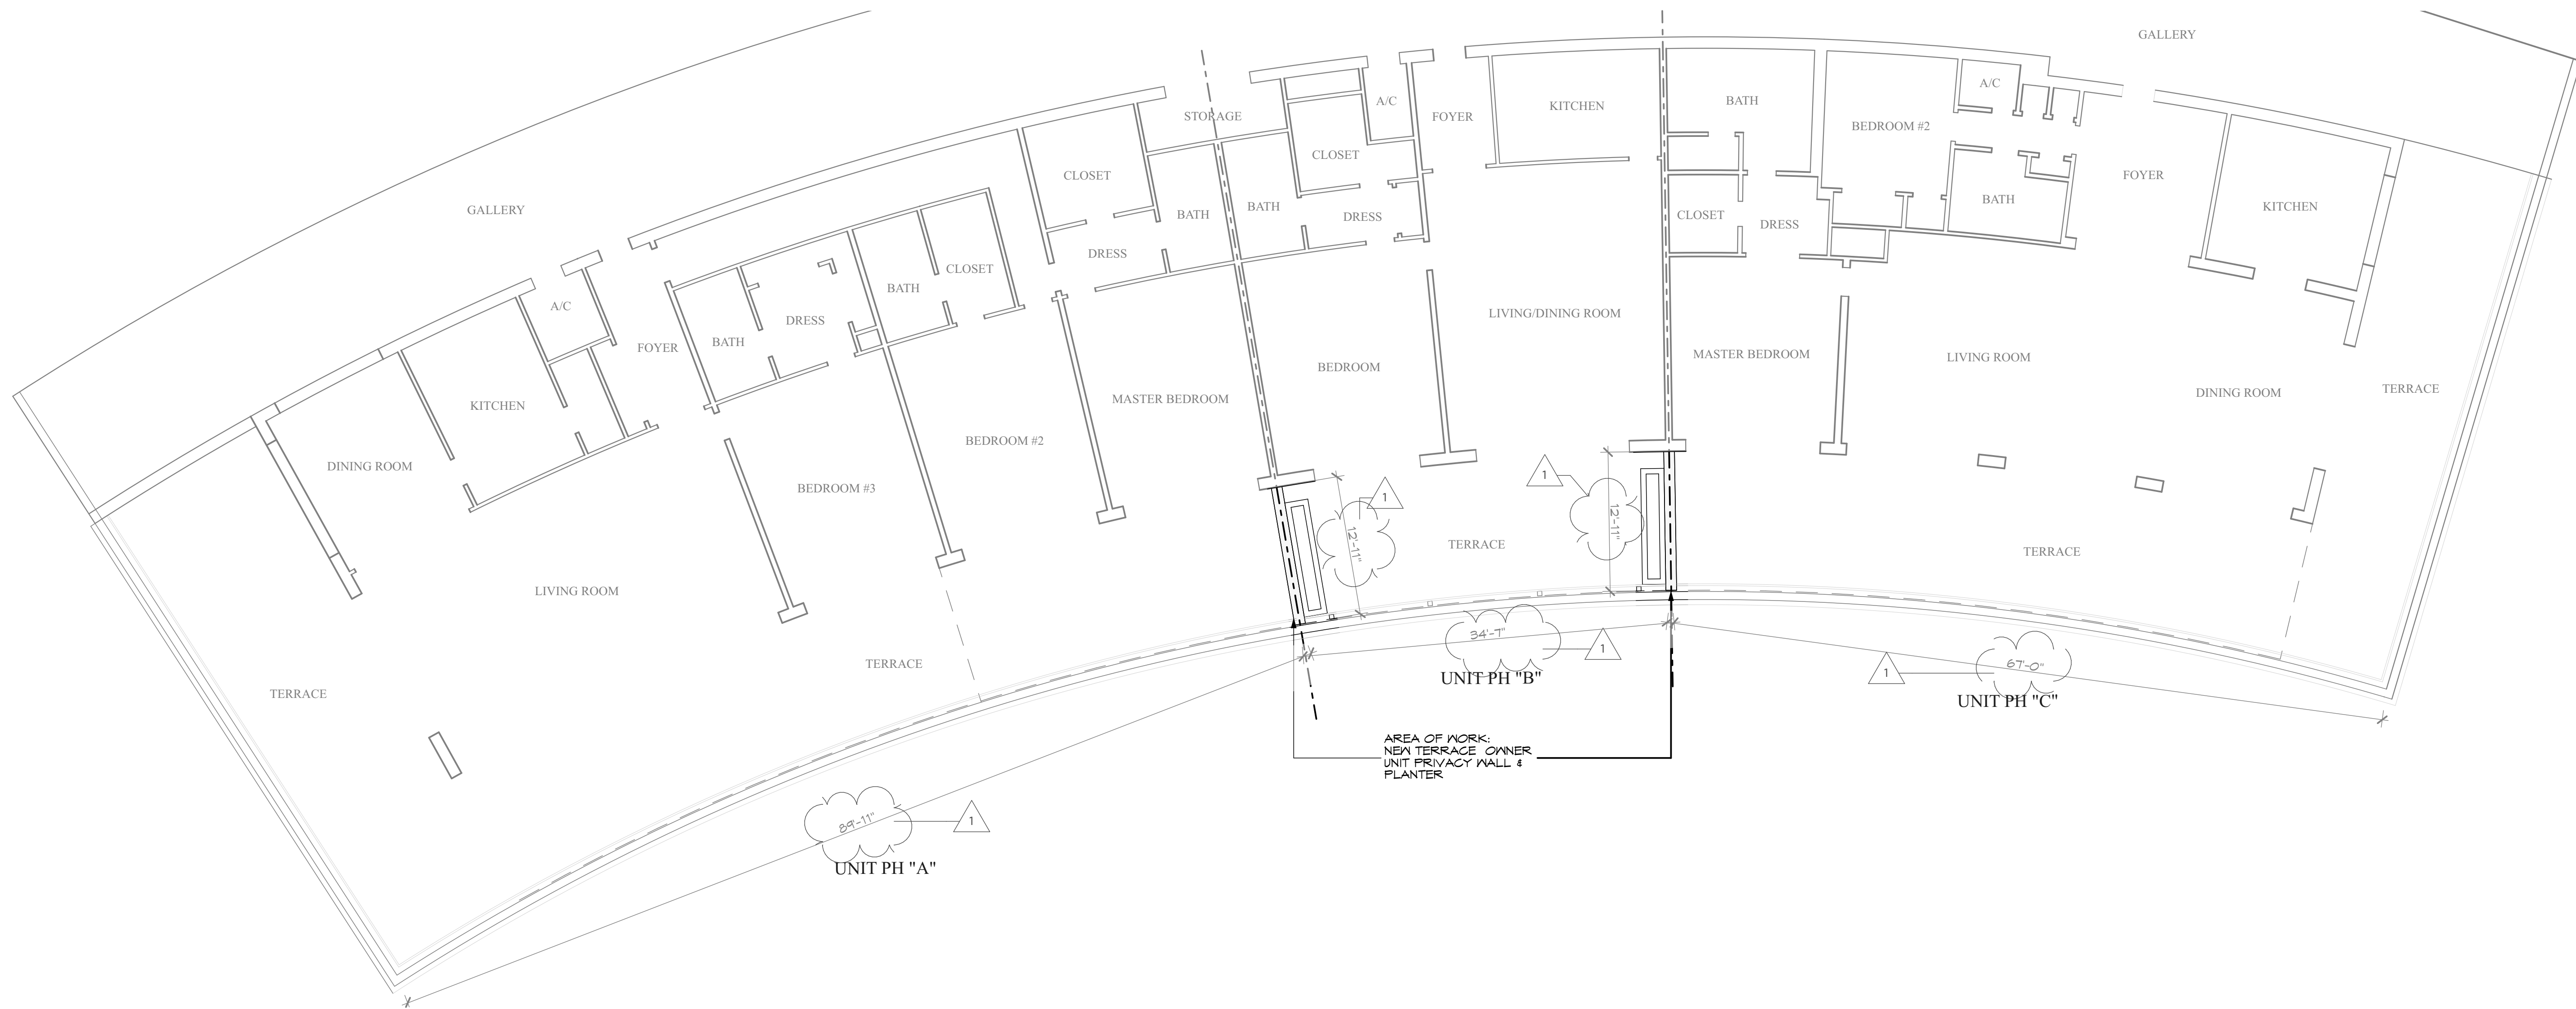 GALLERY
A/C
STORAGE
A/C
FOYER
KITCHEN
BATH
BEDROOM #2
CLOSET
CLOSET
GALLERY
BATH
BATH
DRESS
CLOSET
DRESS
BATH
FOYER
KITCHEN
DRESS
CLOSET
BATH
A/C
DRESS
BATH
FOYER
LIVING/DINING ROOM
MASTER BEDROOM
LIVING ROOM
BEDROOM
DINING ROOM
TERRACE
MASTER BEDROOM
KITCHEN
BEDROOM #2
DINING ROOM
BEDROOM #3
LIVING ROOM
TERRACE
TERRACE
1
12'-11"
TERRACE
1
12'-11"
TERRACE
34'-7"
1
UNIT PH "B"
67'-0"
1
UNIT PH "C"
AREA OF WORK:
NEW TERRACE OWNER
UNIT PRIVACY WALL &
PLANTER
89'-11"
1
UNIT PH "A"